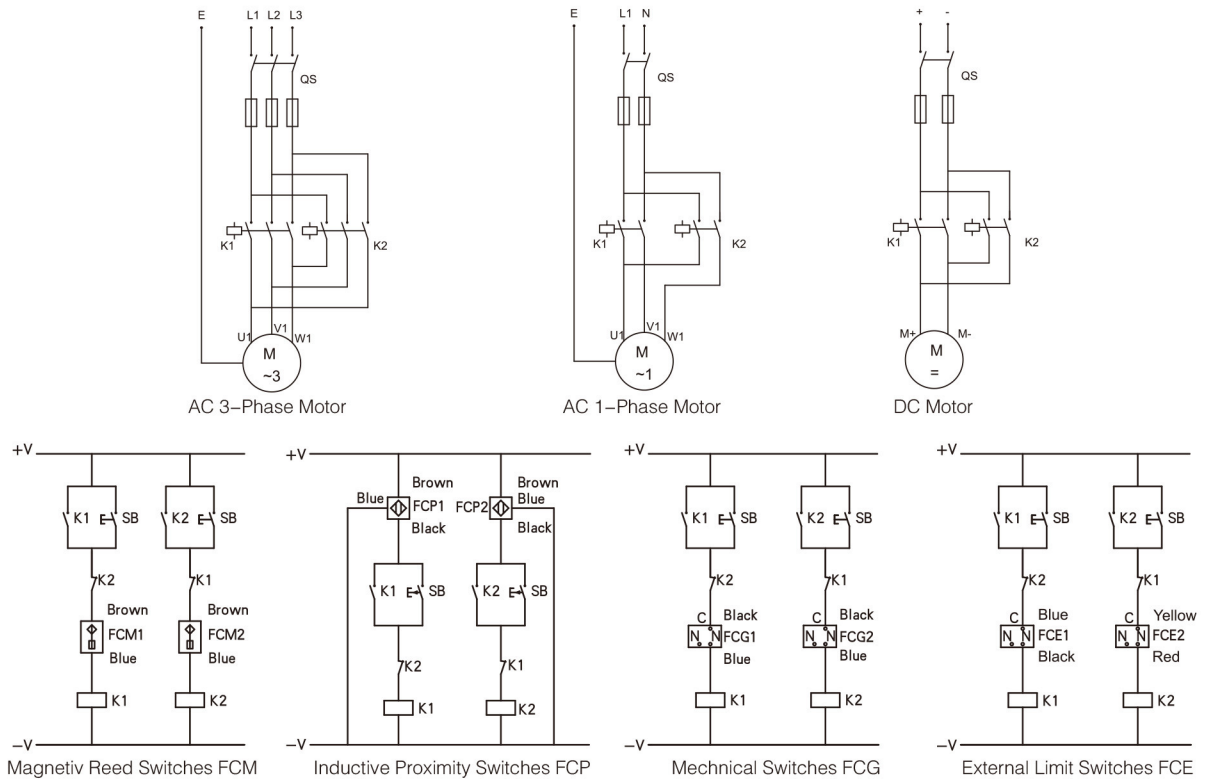 E L1 L2 L3
QS
K1 K2
U1 V1 W1
M
~3
AC 3-Phase Motor
E L1 N
QS
K1 K2
U1 V1 W1
M
~1
AC 1-Phase Motor
+ -
QS
K1 K2
M+ M-
M
=
DC Motor
+V
K1 SB K2 SB
K2 K1
Brown Brown
FCM1 FCM2
Blue Blue
K1 K2
-V
Magnetiv Reed Switches FCM
+V
Brown Brown
Blue FCP1 FCP2 Blue
Black Black
K1 SB K2 SB
K2 K1
K1 K2
-V
Inductive Proximity Switches FCP
+V
K1 SB K2 SB
K2 K1
C Black C Black
N N FCG1 N N FCG2
Blue Blue
K1 K2
-V
Mechnical Switches FCG
+V
K1 SB K2 SB
K2 K1
C Blue C Yellow
N N FCE1 N N FCE2
Black Red
K1 K2
-V
External Limit Switches FCE